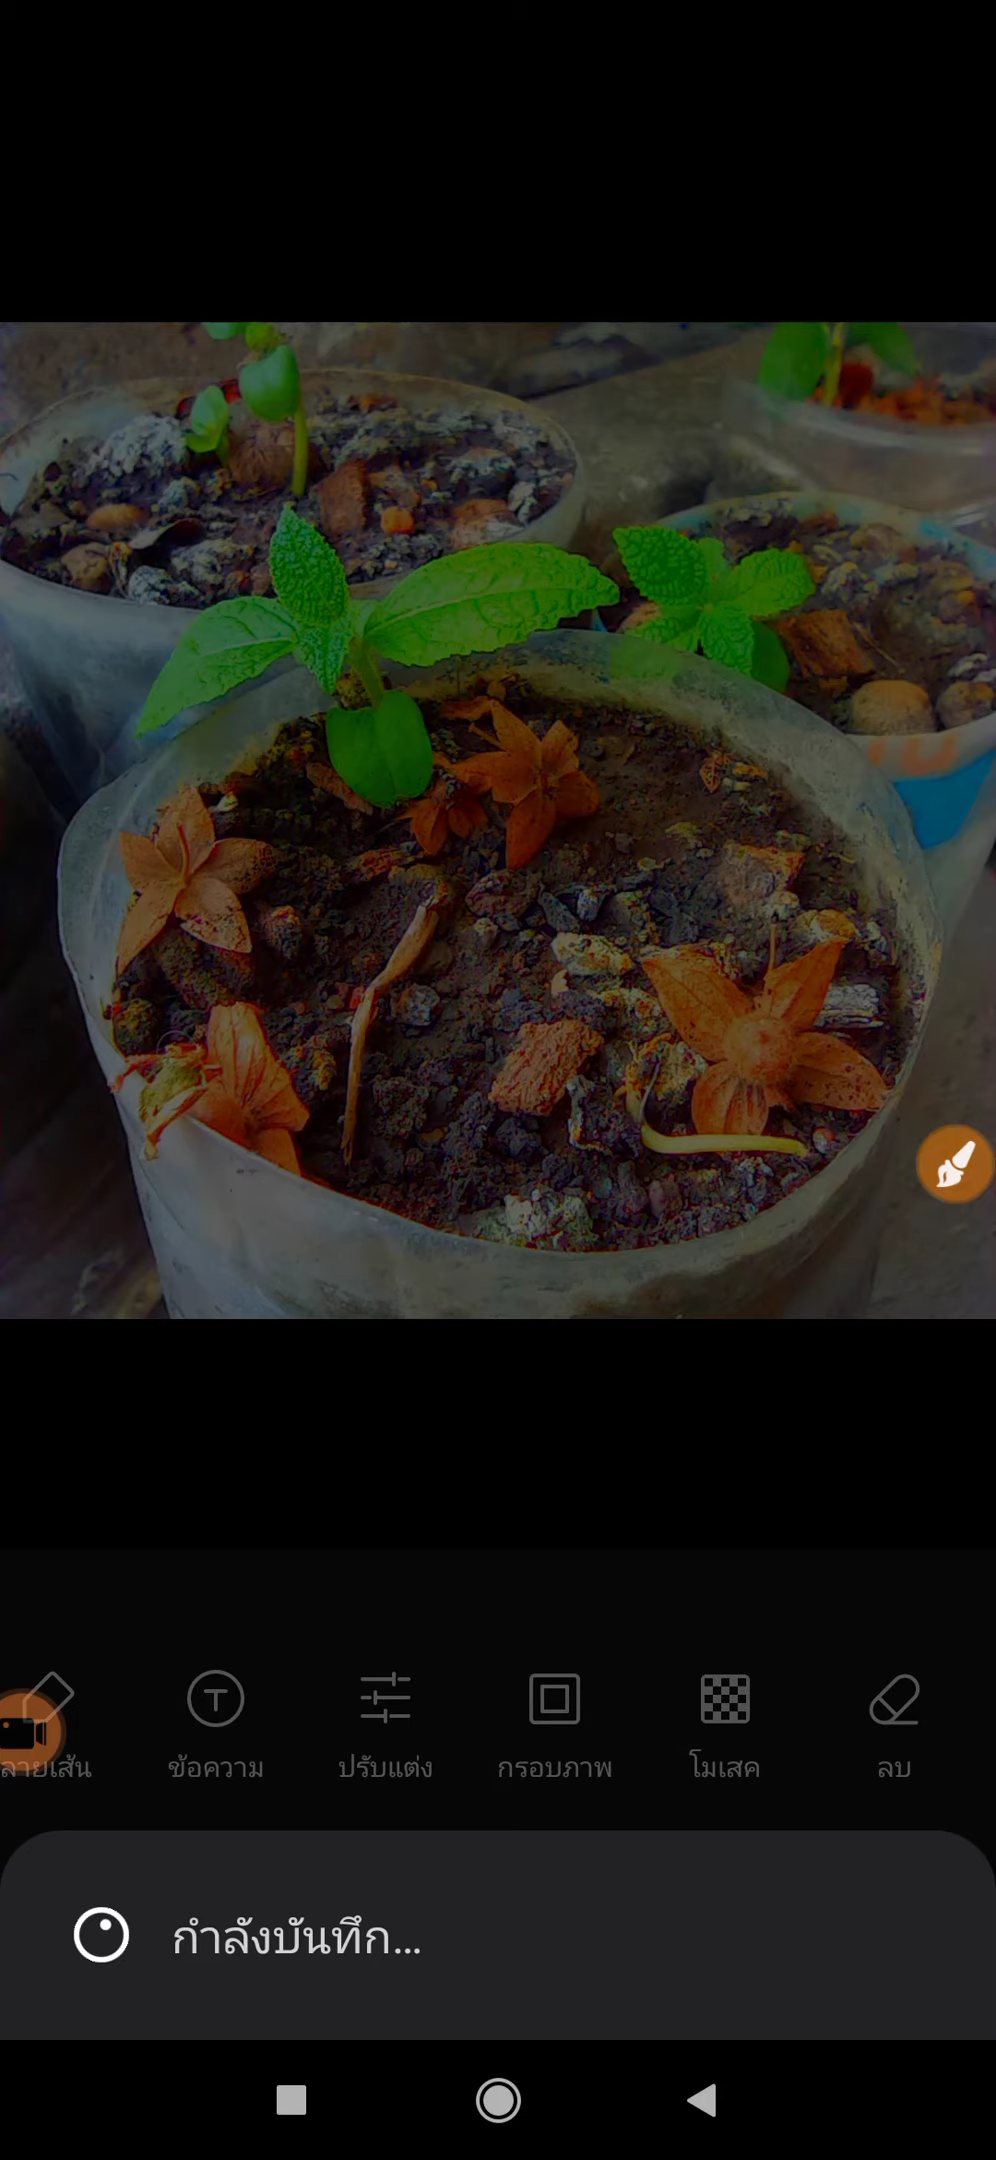 ลายเส้น
ข้อความ
ปรับแต่ง
กรอบภาพ
โมเสค
ลบ
กำลังบันทึก...